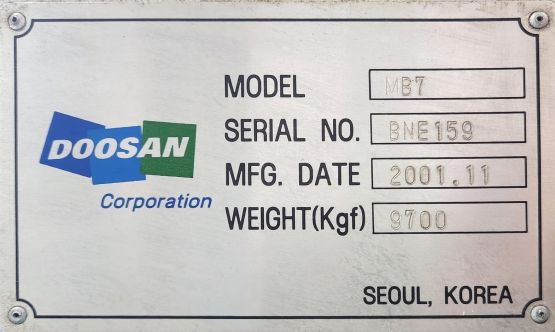 MODEL MB7
SERIAL NO. BNE159
DOOSAN
MFG. DATE 2001.11
Corporation
WEIGHT(Kgf) 9700
SEOUL, KOREA